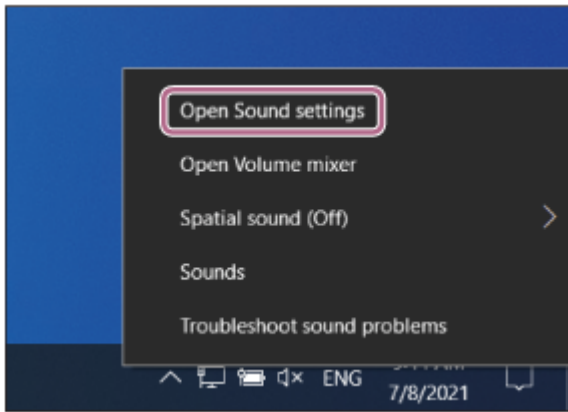 Open Sound settings
Open Volume mixer
Spatial sound (Off)
Sounds
Troubleshoot sound problems
ENG
7/8/2021